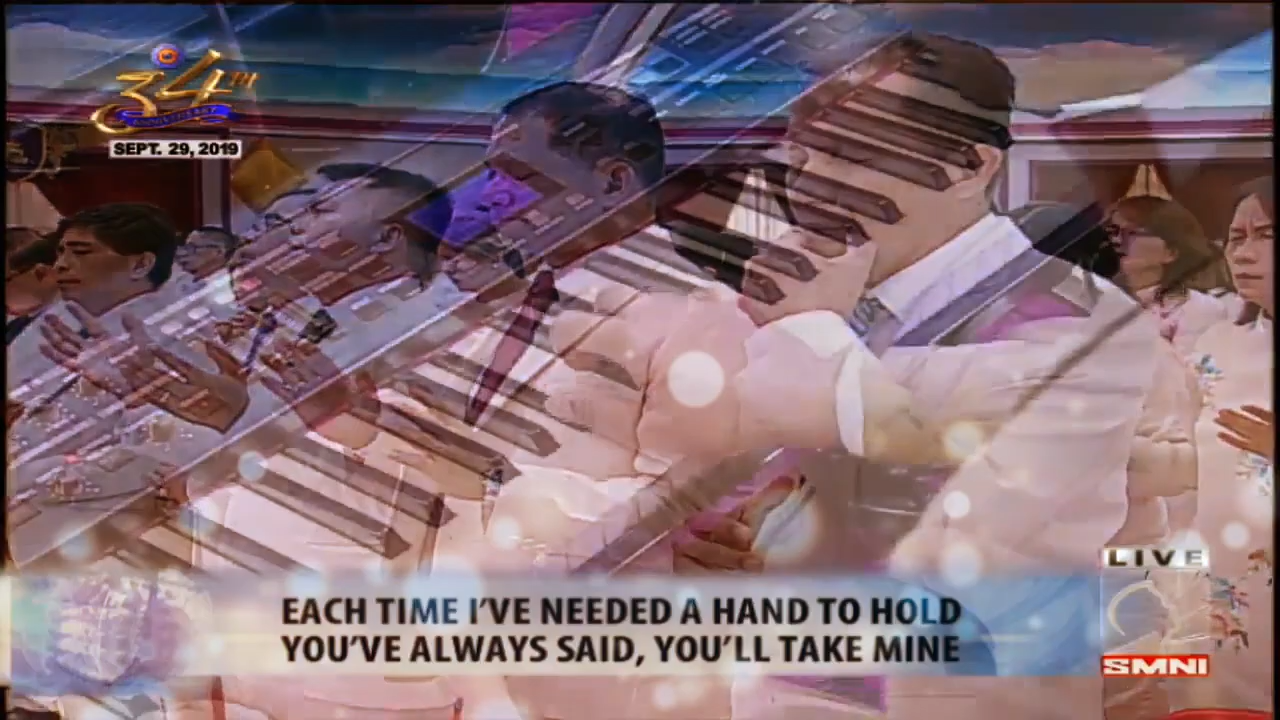 34TH
ANNIVERSARY
SEPT. 29, 2019
LIVE
EACH TIME I'VE NEEDED A HAND TO HOLD
YOU'VE ALWAYS SAID, YOU'LL TAKE MINE
SMNI